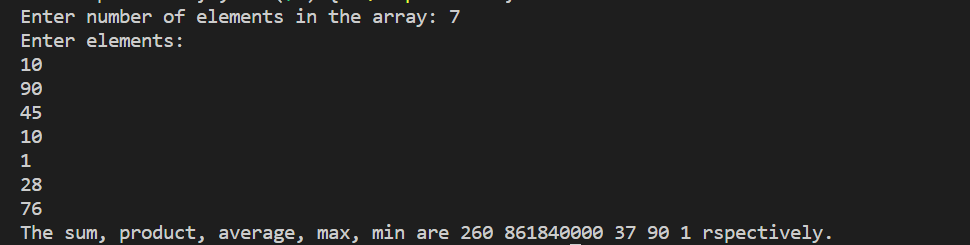 Enter number of elements in the array: 7
Enter elements:
10
90
45
10
1
28
76
The sum, product, average, max, min are 260 861840000 37 90 1 rspectively.